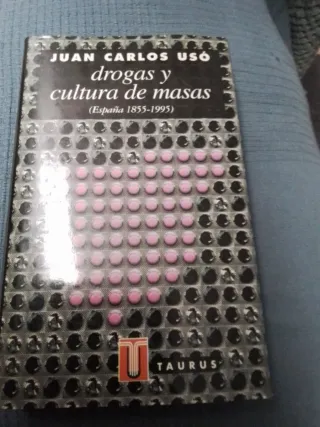 JUAN CARLOS USÓ
drogas y
cultura de masas
(España 1855-1995)
TAURUS